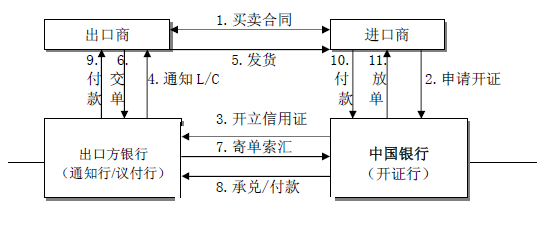 1.买卖合同
出口商
进口商
5.发货
9.付款
6.交单
4.通知 L/C
10.付款
11.放单
2.申请开证
3.开立信用证
出口方银行
（通知行/议付行）
7.寄单索汇
中国银行
（开证行）
8.承兑/付款